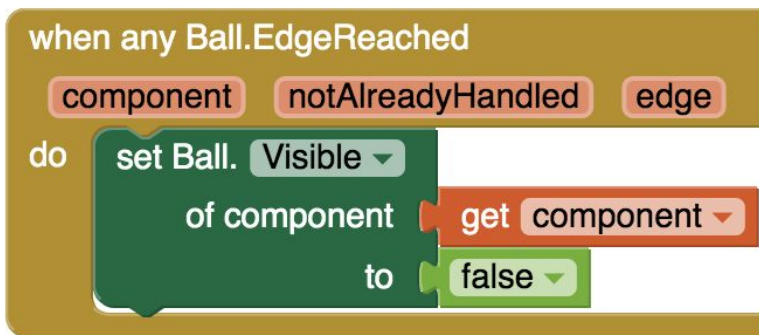 when any Ball.EdgeReached
component notAlreadyHandled edge
do set Ball. Visible
of component get component
to false